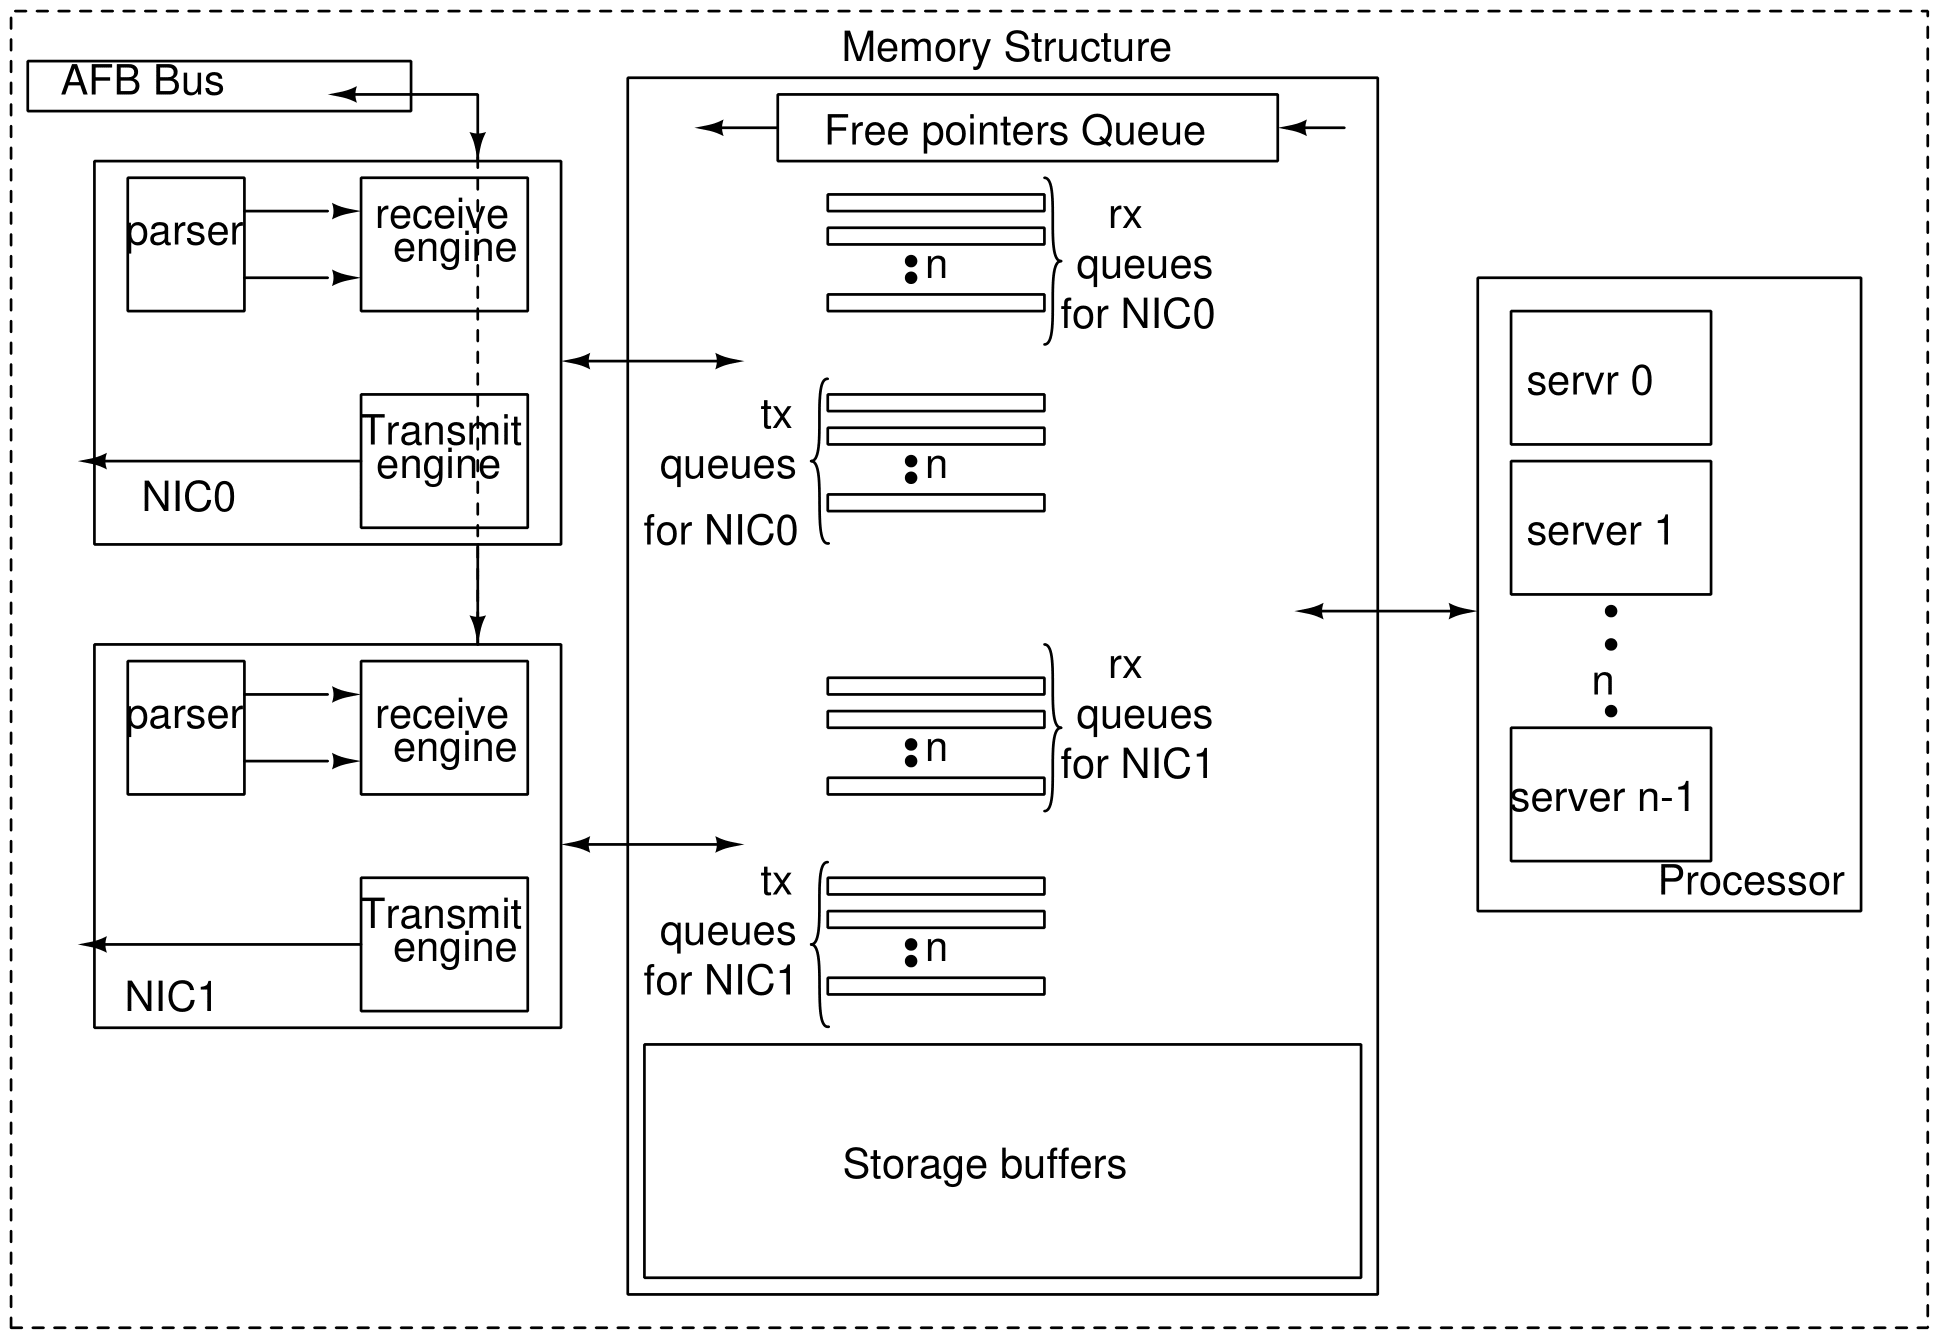 Memory Structure
AFB Bus
Free pointers Queue
parser
receive
engine
Transmit
engine
NIC0
rx
queues
for NIC0
n
tx
queues
for NIC0
n
parser
receive
engine
Transmit
engine
NIC1
rx
queues
for NIC1
n
tx
queues
for NIC1
n
Storage buffers
servr 0
server 1
n
server n-1
Processor